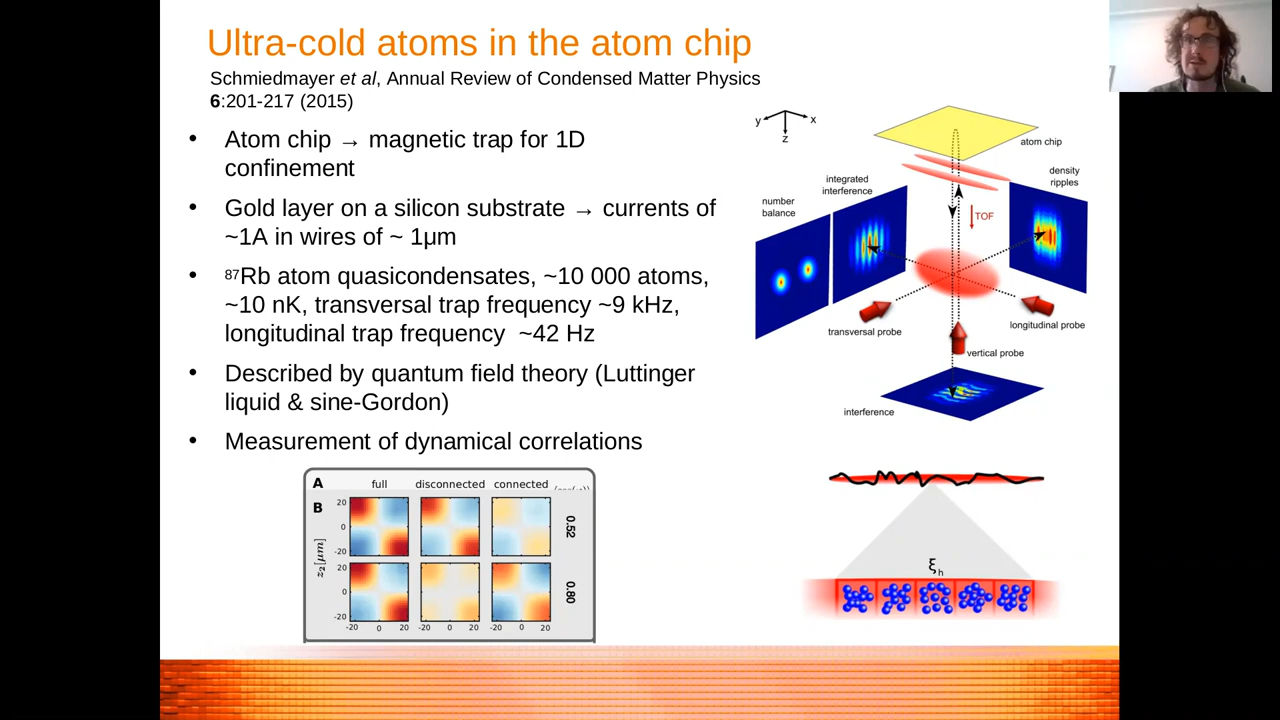 Ultra-cold atoms in the atom chip
Schmiedmayer et al, Annual Review of Condensed Matter Physics
6:201-217 (2015)
• Atom chip → magnetic trap for 1D
confinement
• Gold layer on a silicon substrate → currents of
~1A in wires of ~ 1μm
• ⁸⁷Rb atom quasicondensates, ~10 000 atoms,
~10 nK, transversal trap frequency ~9 kHz,
longitudinal trap frequency ~42 Hz
• Described by quantum field theory (Luttinger
liquid & sine-Gordon)
• Measurement of dynamical correlations
y
x
z
atom chip
density
ripples
integrated
interference
number
balance
TOF
transversal probe
longitudinal probe
vertical probe
interference
A
full
disconnected
connected
B
20
0
-20
0.52
z₂[μm]
20
0
-20
0.80
-20 0 20
-20 0 20
-20 0 20
ξₕ